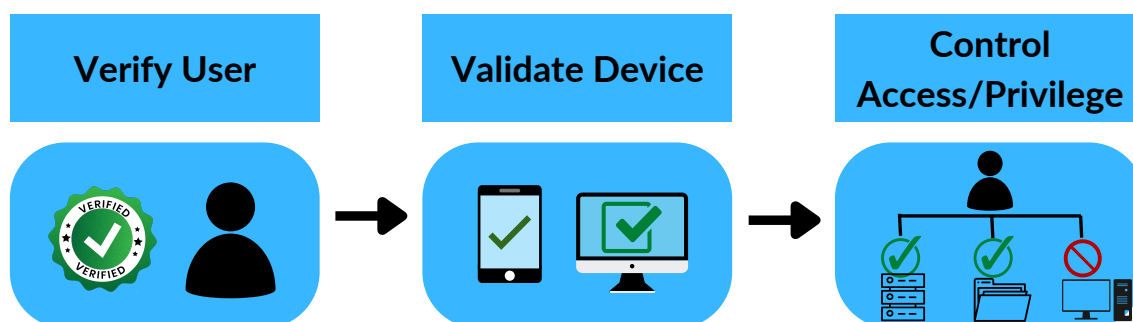 Verify User
Validate Device
Control
Access/Privilege
VERIFIED
VERIFIED